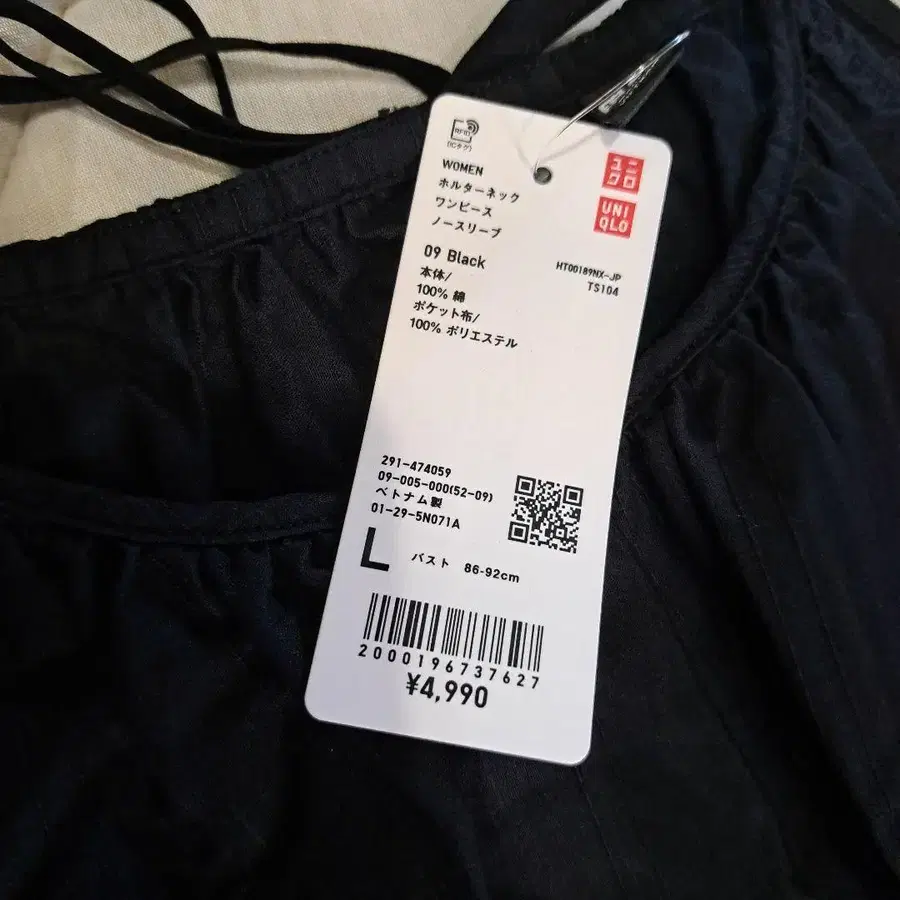 RFID
(ICタグ)
WOMEN
ホルターネック
ワンピース
ノースリーブ
ユニ
クロ
UNI
QLO
09 Black
HT00189NX-JP
TS104
本体/
100% 綿
ポケット布/
100% ポリエステル
291-474059
09-005-000(52-09)
ベトナム製
01-29-5N071A
L バスト 86-92cm
2000196737627
¥4,990